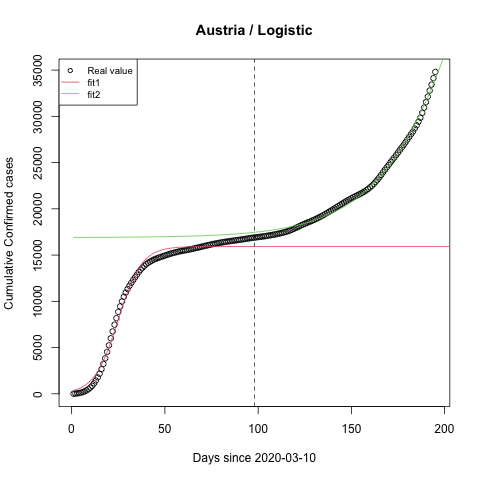 Austria / Logistic
Real value
fit1
fit2
Cumulative Confirmed cases
35000
30000
25000
20000
15000
10000
5000
0
0 50 100 150 200
Days since 2020-03-10